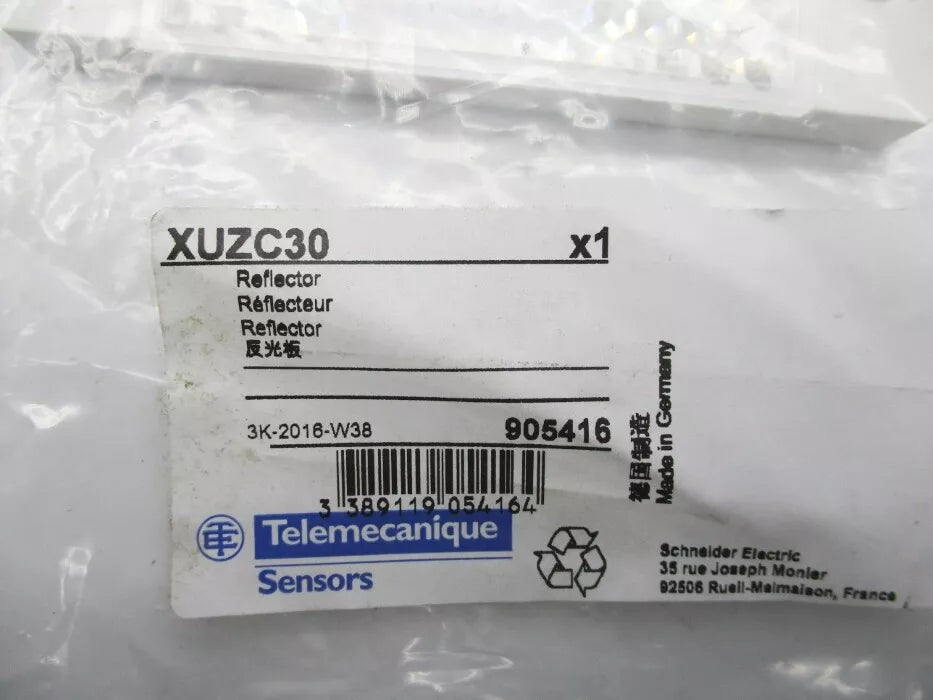 XUZC30 x1
Reflector
Réflecteur
Reflector
反光板
3K-2016-W38 905416
3 389119 054164
Telemecanique
Sensors
德国制造
Made in Germany
Schneider Electric
35 rue Joseph Monier
92506 Rueil-Malmaison, France